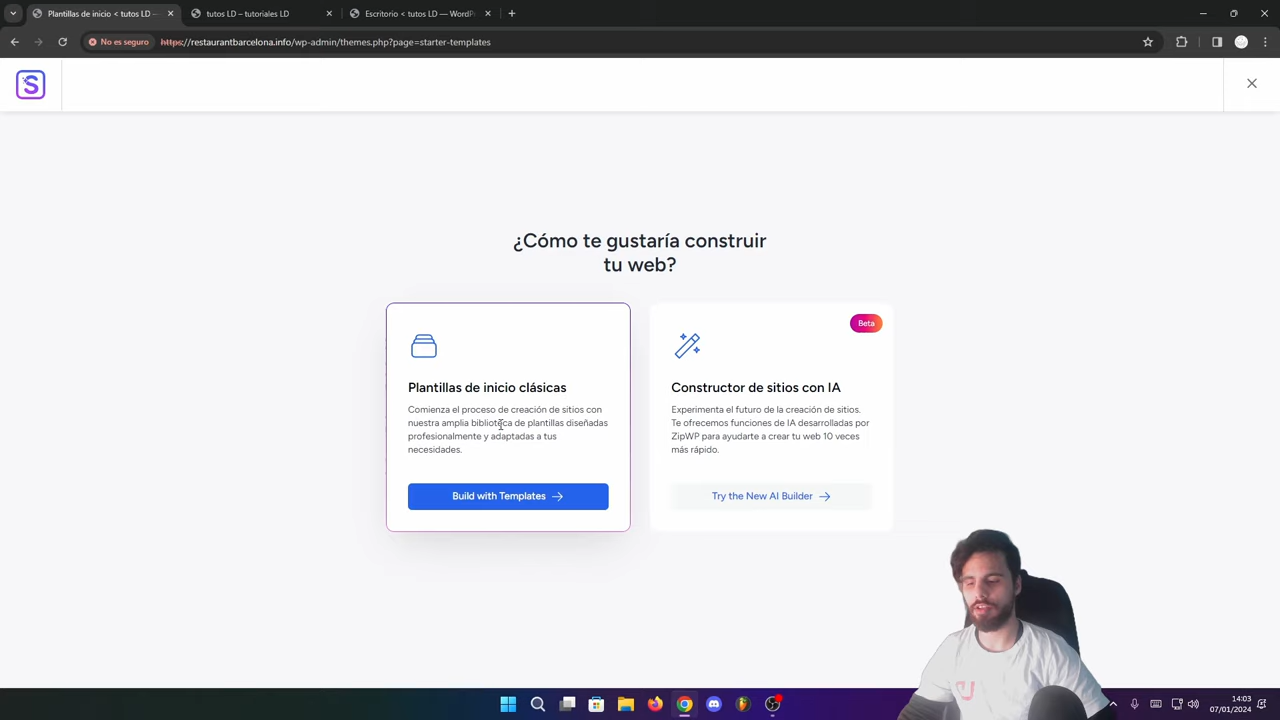 Plantillas de inicio < tutos LD –
tutos LD – tutoriales LD
Escritorio < tutos LD — WordPr
No es seguro
https://restaurantbarcelona.info/wp-admin/themes.php?page=starter-templates
S
¿Cómo te gustaría construir
tu web?
Plantillas de inicio clásicas
Comienza el proceso de creación de sitios con
nuestra amplia biblioteca de plantillas diseñadas
profesionalmente y adaptadas a tus
necesidades.
Build with Templates
Beta
Constructor de sitios con IA
Experimenta el futuro de la creación de sitios.
Te ofrecemos funciones de IA desarrolladas por
ZipWP para ayudarte a crear tu web 10 veces
más rápido.
Try the New AI Builder
14:03
07/01/2024